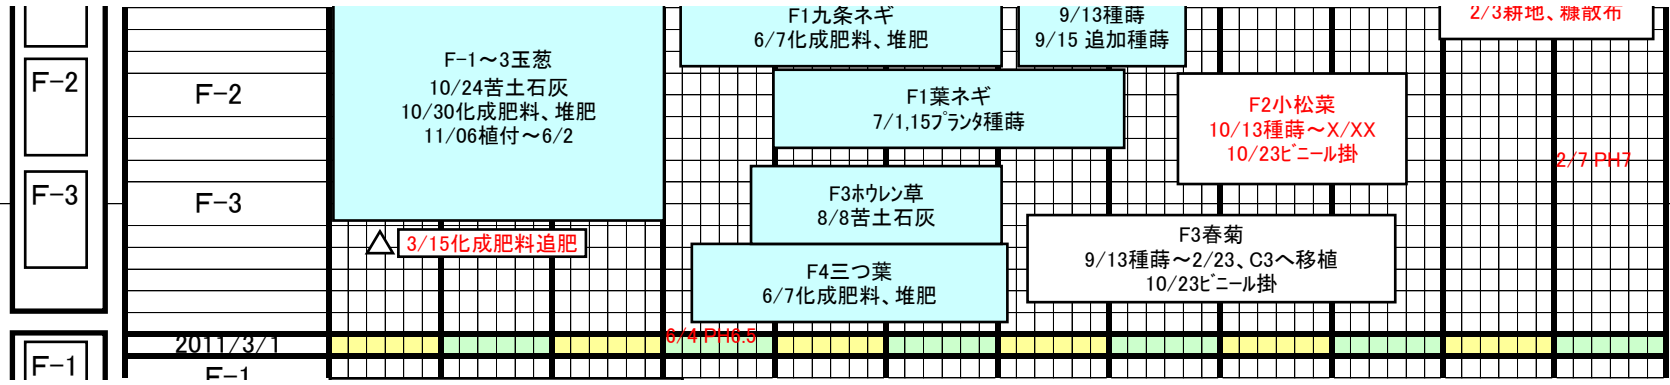 F1九条ネギ
6/7化成肥料、堆肥
9/13種蒔
9/15 追加種蒔
2/3耕地、糠散布
F-2
F-2
F-1～3玉葱
10/24苦土石灰
10/30化成肥料、堆肥
11/06植付～6/2
F1葉ネギ
7/1,15プランタ種蒔
F2小松菜
10/13種蒔～X/XX
10/23ビニール掛
2/7 PH7
F-3
F-3
F3ホウレン草
8/8苦土石灰
3/15化成肥料追肥
F4三つ葉
6/7化成肥料、堆肥
F3春菊
9/13種蒔～2/23、C3へ移植
10/23ビニール掛
6/4 PH6.5
2011/3/1
F-1
F-1